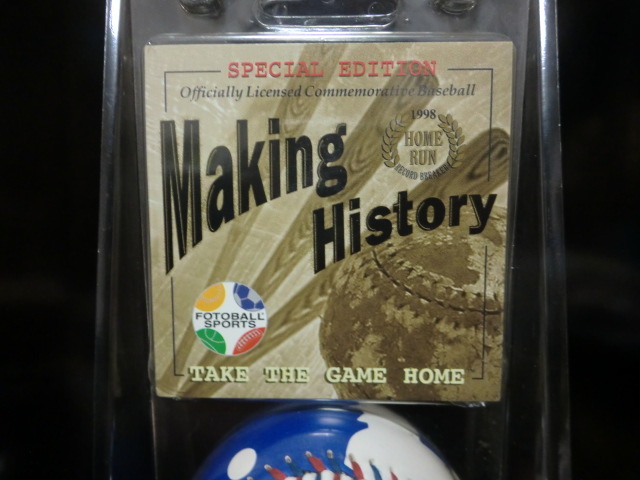 SPECIAL EDITION
Officially Licensed Commemorative Baseball
1998
HOME
RUN
RECORD BREAKER
Making
History
FOTOBALL
SPORTS
TAKE THE GAME HOME